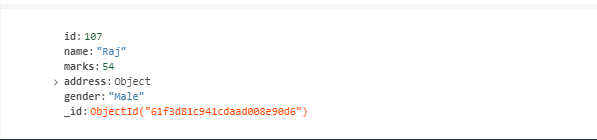 id: 107
name: "Raj"
marks: 54
> address: Object
gender: "Male"
_id: ObjectId("61f3d81c941cdaad008e90d6")